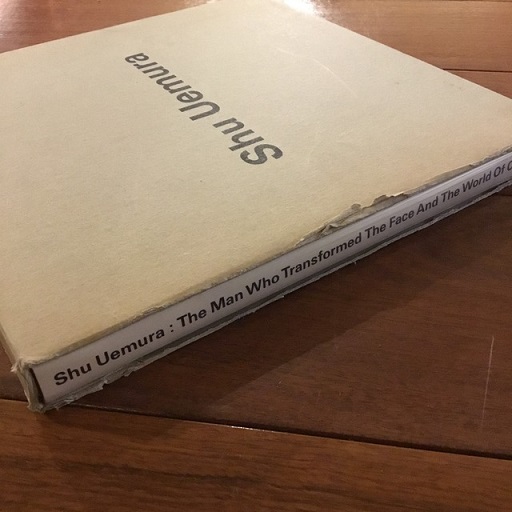 Shu Uemura
Shu Uemura : The Man Who Transformed The Face And The World Of